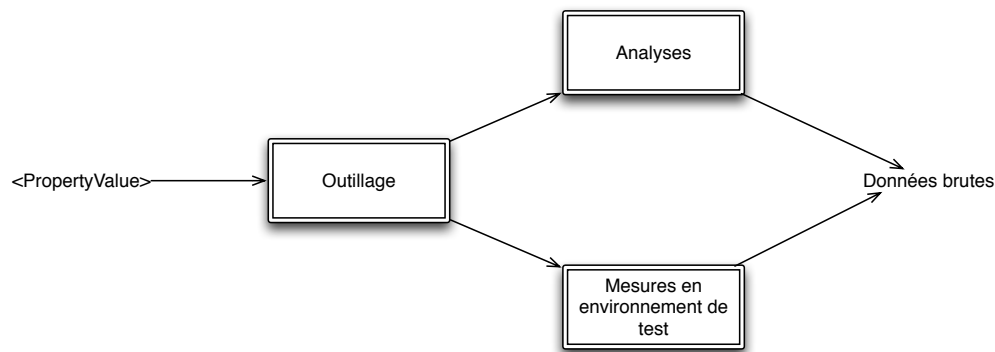 Analyses
<PropertyValue>
Outillage
Données brutes
Mesures en
environnement de
test